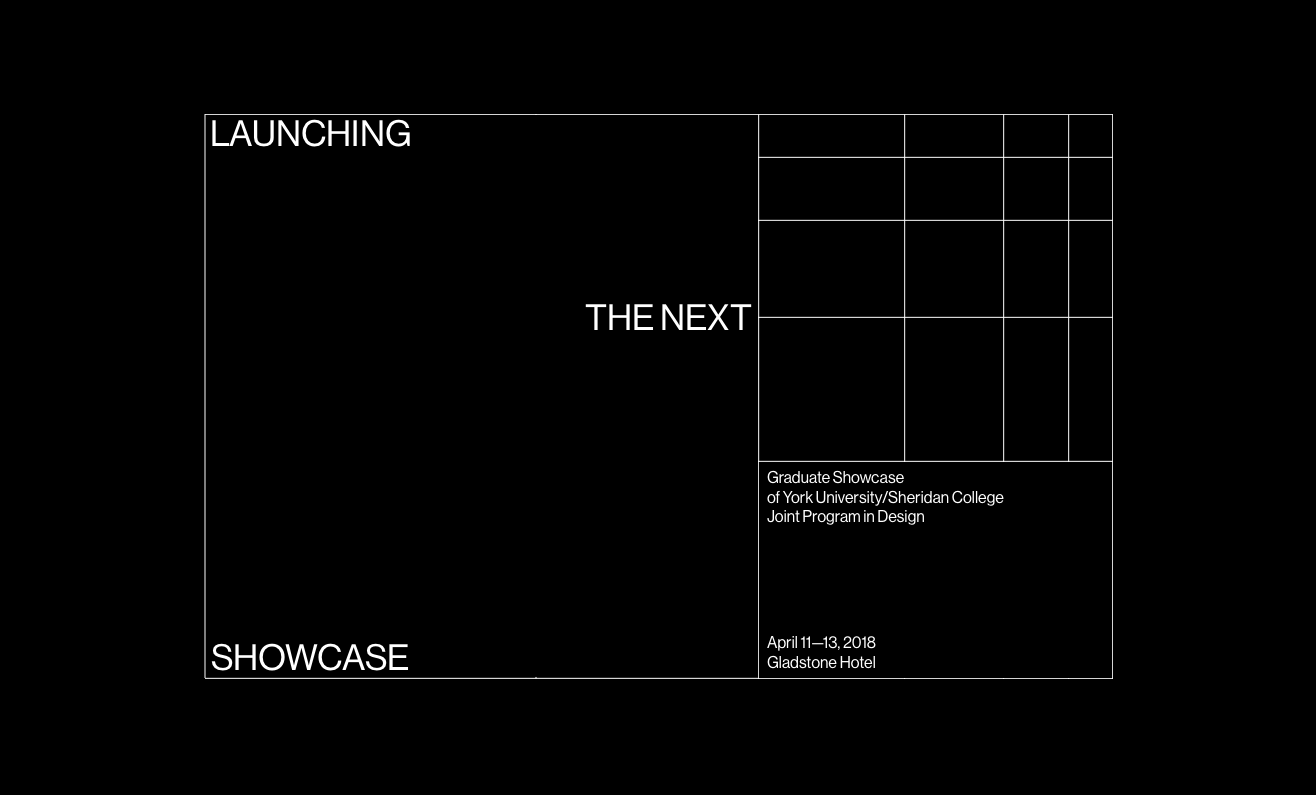 LAUNCHING
THE NEXT
SHOWCASE
Graduate Showcase
of York University/Sheridan College
Joint Program in Design
April 11—13, 2018
Gladstone Hotel